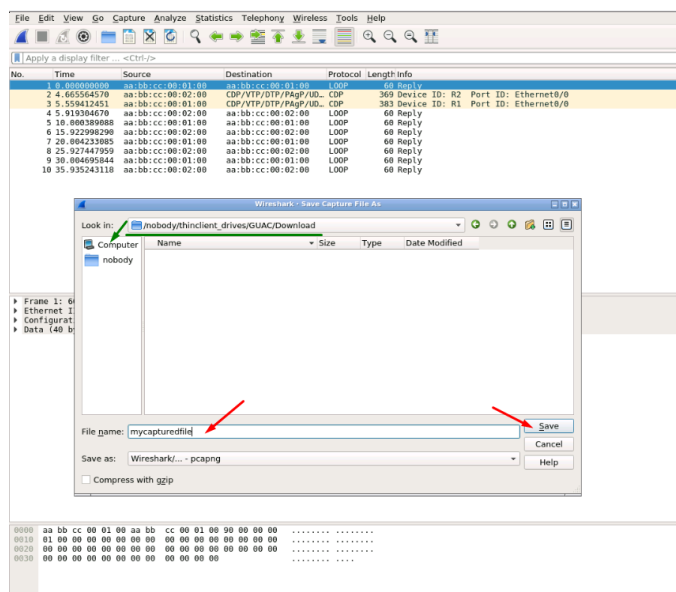 File Edit View Go Capture Analyze Statistics Telephony Wireless Tools Help
Apply a display filter ... <Ctrl-/>
No. Time Source Destination Protocol Length Info
1 0.000000000 aa:bb:cc:00:01:00 aa:bb:cc:00:01:00 LOOP 60 Reply
2 4.665564570 aa:bb:cc:00:02:00 CDP/VTP/DTP/PAgP/UD… CDP 369 Device ID: R2 Port ID: Ethernet0/0
3 5.559412451 aa:bb:cc:00:01:00 CDP/VTP/DTP/PAgP/UD… CDP 383 Device ID: R1 Port ID: Ethernet0/0
4 5.919304670 aa:bb:cc:00:02:00 aa:bb:cc:00:02:00 LOOP 60 Reply
5 10.000389088 aa:bb:cc:00:01:00 aa:bb:cc:00:01:00 LOOP 60 Reply
6 15.922998290 aa:bb:cc:00:02:00 aa:bb:cc:00:02:00 LOOP 60 Reply
7 20.004233085 aa:bb:cc:00:01:00 aa:bb:cc:00:01:00 LOOP 60 Reply
8 25.927447959 aa:bb:cc:00:02:00 aa:bb:cc:00:02:00 LOOP 60 Reply
9 30.004695844 aa:bb:cc:00:01:00 aa:bb:cc:00:01:00 LOOP 60 Reply
10 35.935243118 aa:bb:cc:00:02:00 aa:bb:cc:00:02:00 LOOP 60 Reply
Wireshark · Save Capture File As
Look in: /nobody/thinclient_drives/GUAC/Download
Computer
nobody
Name Size Type Date Modified
Frame 1: 6
Ethernet I
Configurat
Data (40 b
File name: mycapturedfile Save
Cancel
Save as: Wireshark/... - pcapng Help
Compress with gzip
0000 aa bb cc 00 01 00 aa bb cc 00 01 00 90 00 00 00 ........ ........
0010 01 00 00 00 00 00 00 00 00 00 00 00 00 00 00 00 ........ ........
0020 00 00 00 00 00 00 00 00 00 00 00 00 00 00 00 00 ........ ........
0030 00 00 00 00 00 00 00 00 00 00 00 00 ........ ....